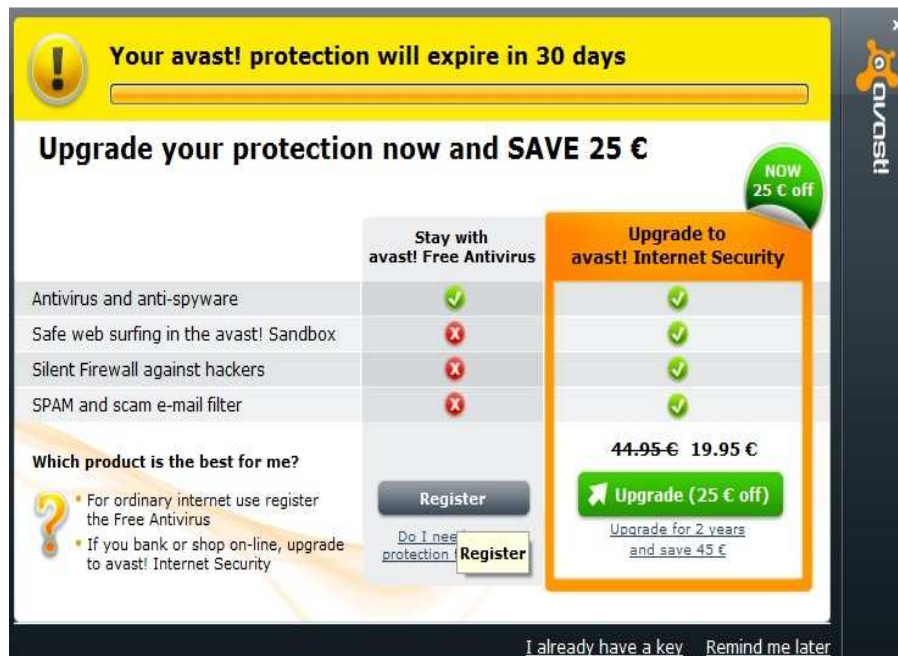 Your avast! protection will expire in 30 days
avast!
Upgrade your protection now and SAVE 25 €
NOW
25 € off
Stay with
avast! Free Antivirus
Upgrade to
avast! Internet Security
Antivirus and anti-spyware
Safe web surfing in the avast! Sandbox
Silent Firewall against hackers
SPAM and scam e-mail filter
44.95 € 19.95 €
Which product is the best for me?
For ordinary internet use register
the Free Antivirus
If you bank or shop on-line, upgrade
to avast! Internet Security
Register
Do I nee
protection
Register
Upgrade (25 € off)
Upgrade for 2 years
and save 45 €
I already have a key Remind me later